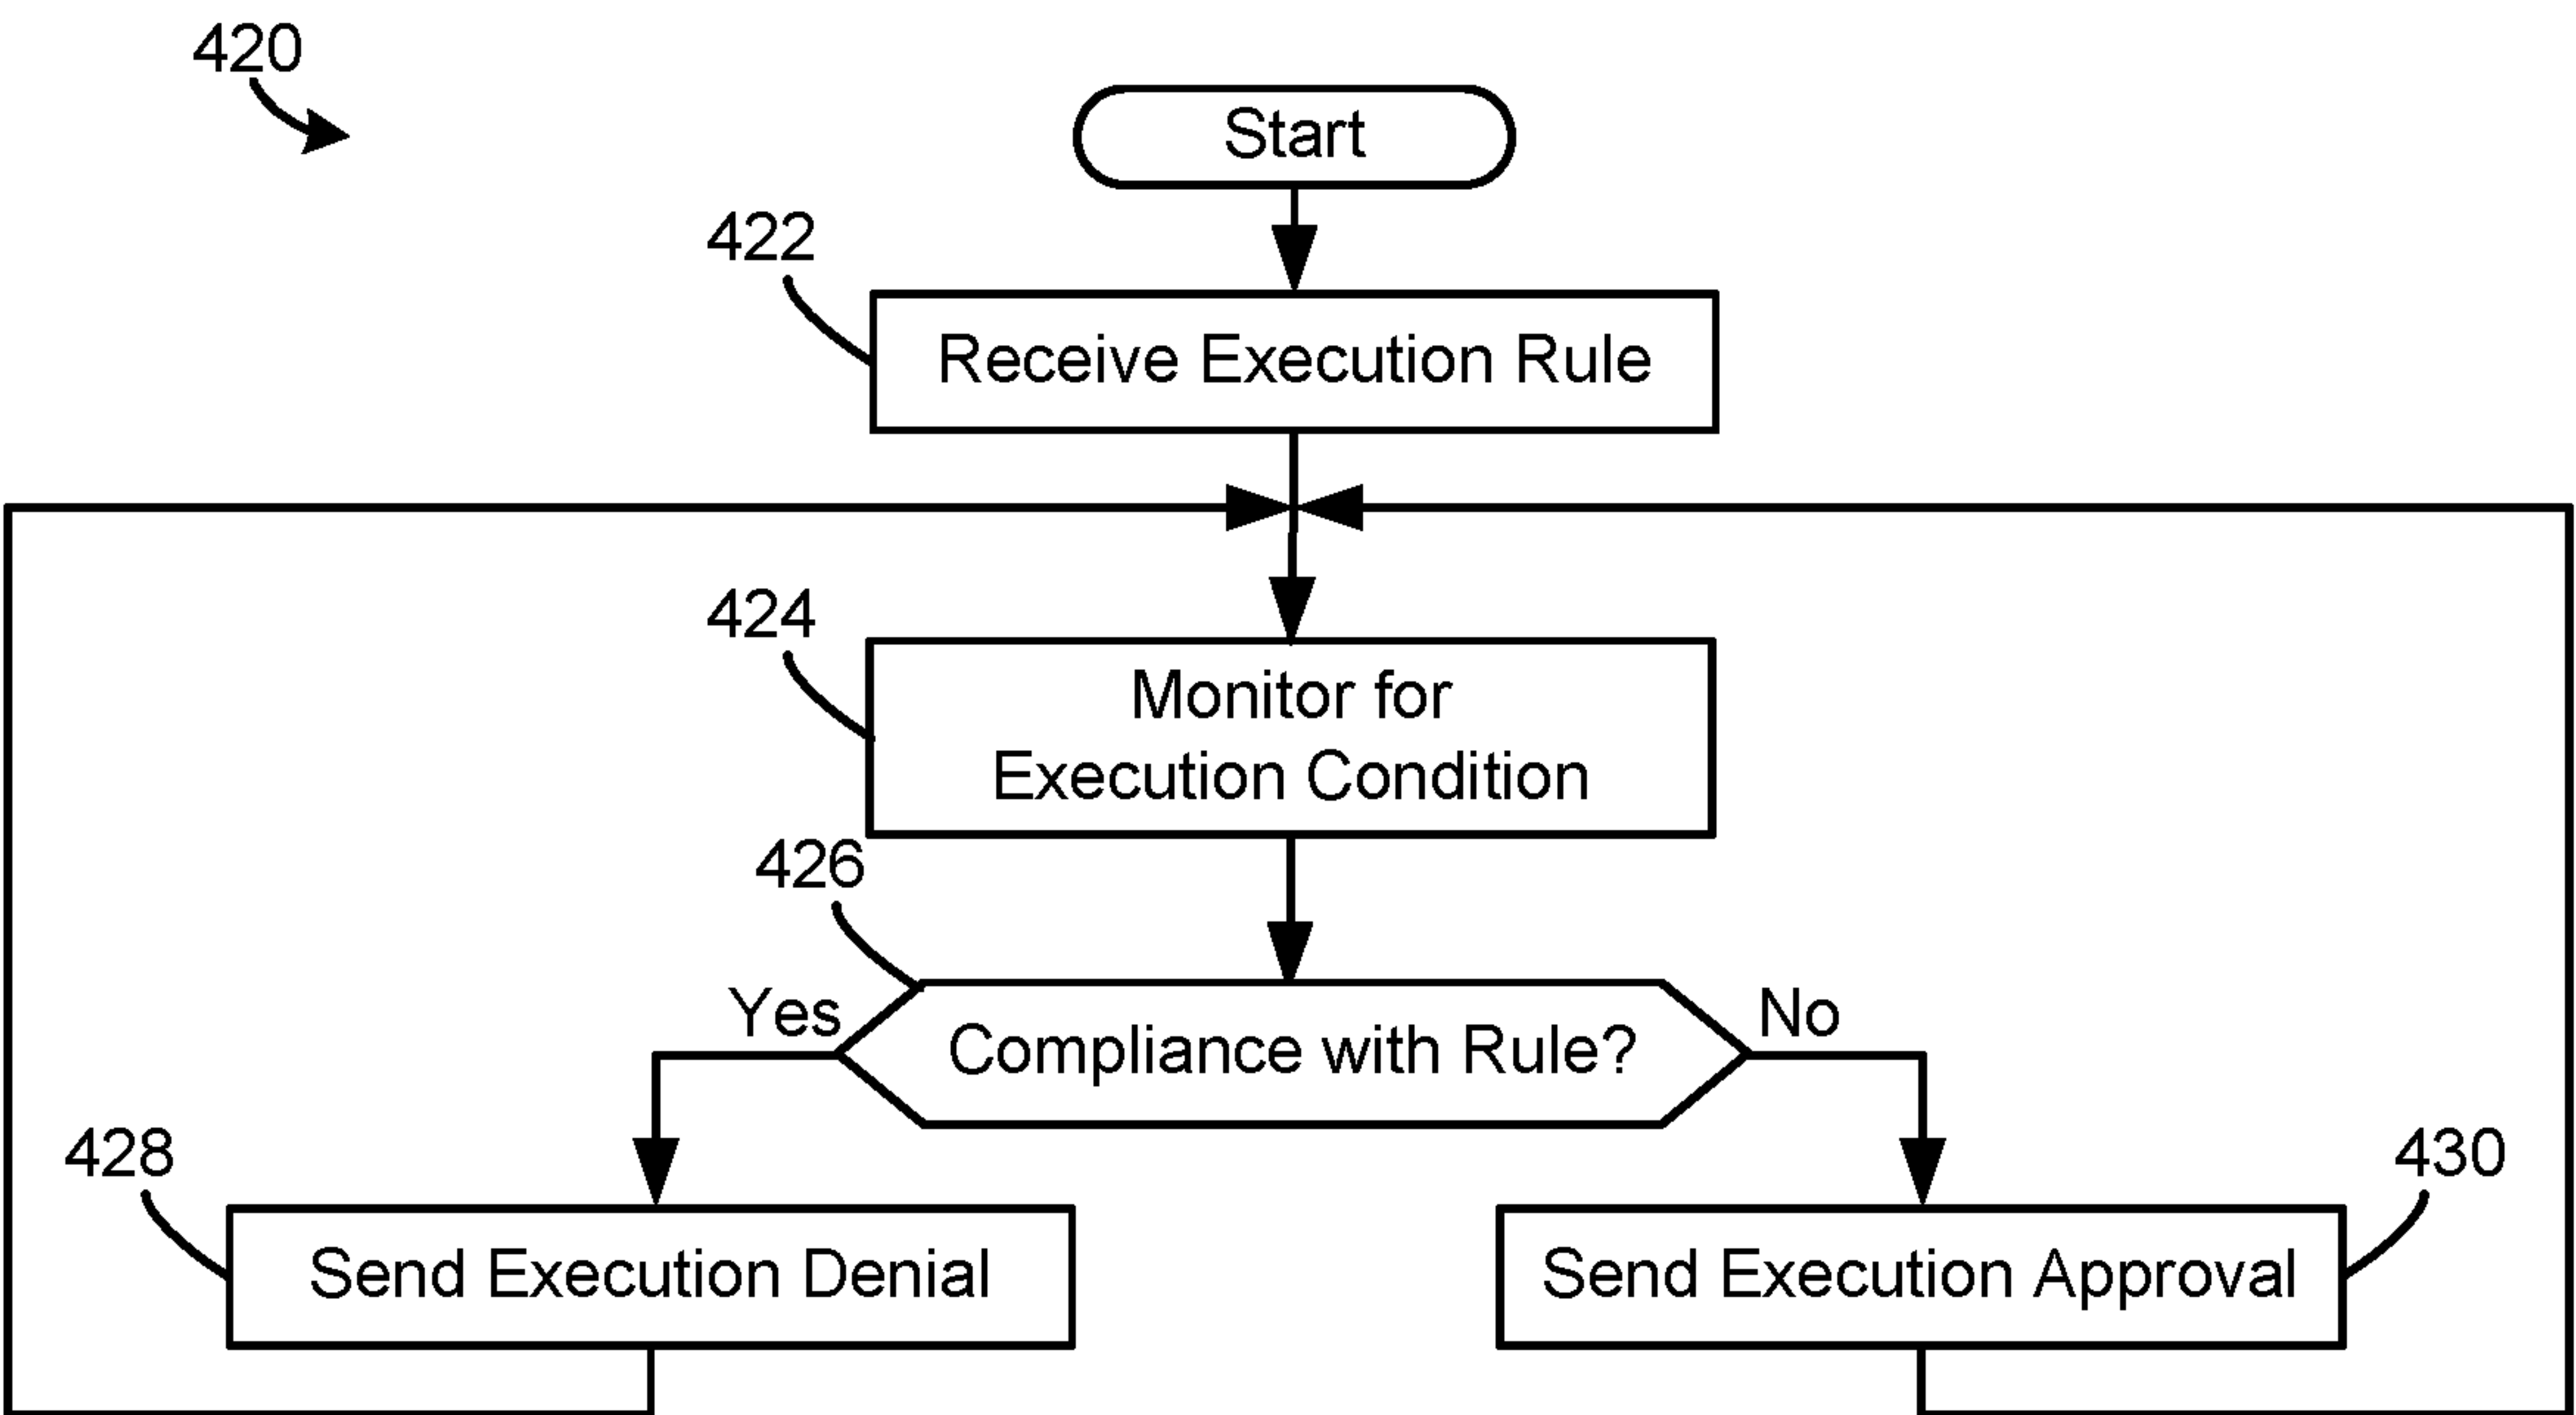 420
Start
422
Receive Execution Rule
424
Monitor for
Execution Condition
426
Yes
Compliance with Rule?
No
428
430
Send Execution Denial
Send Execution Approval